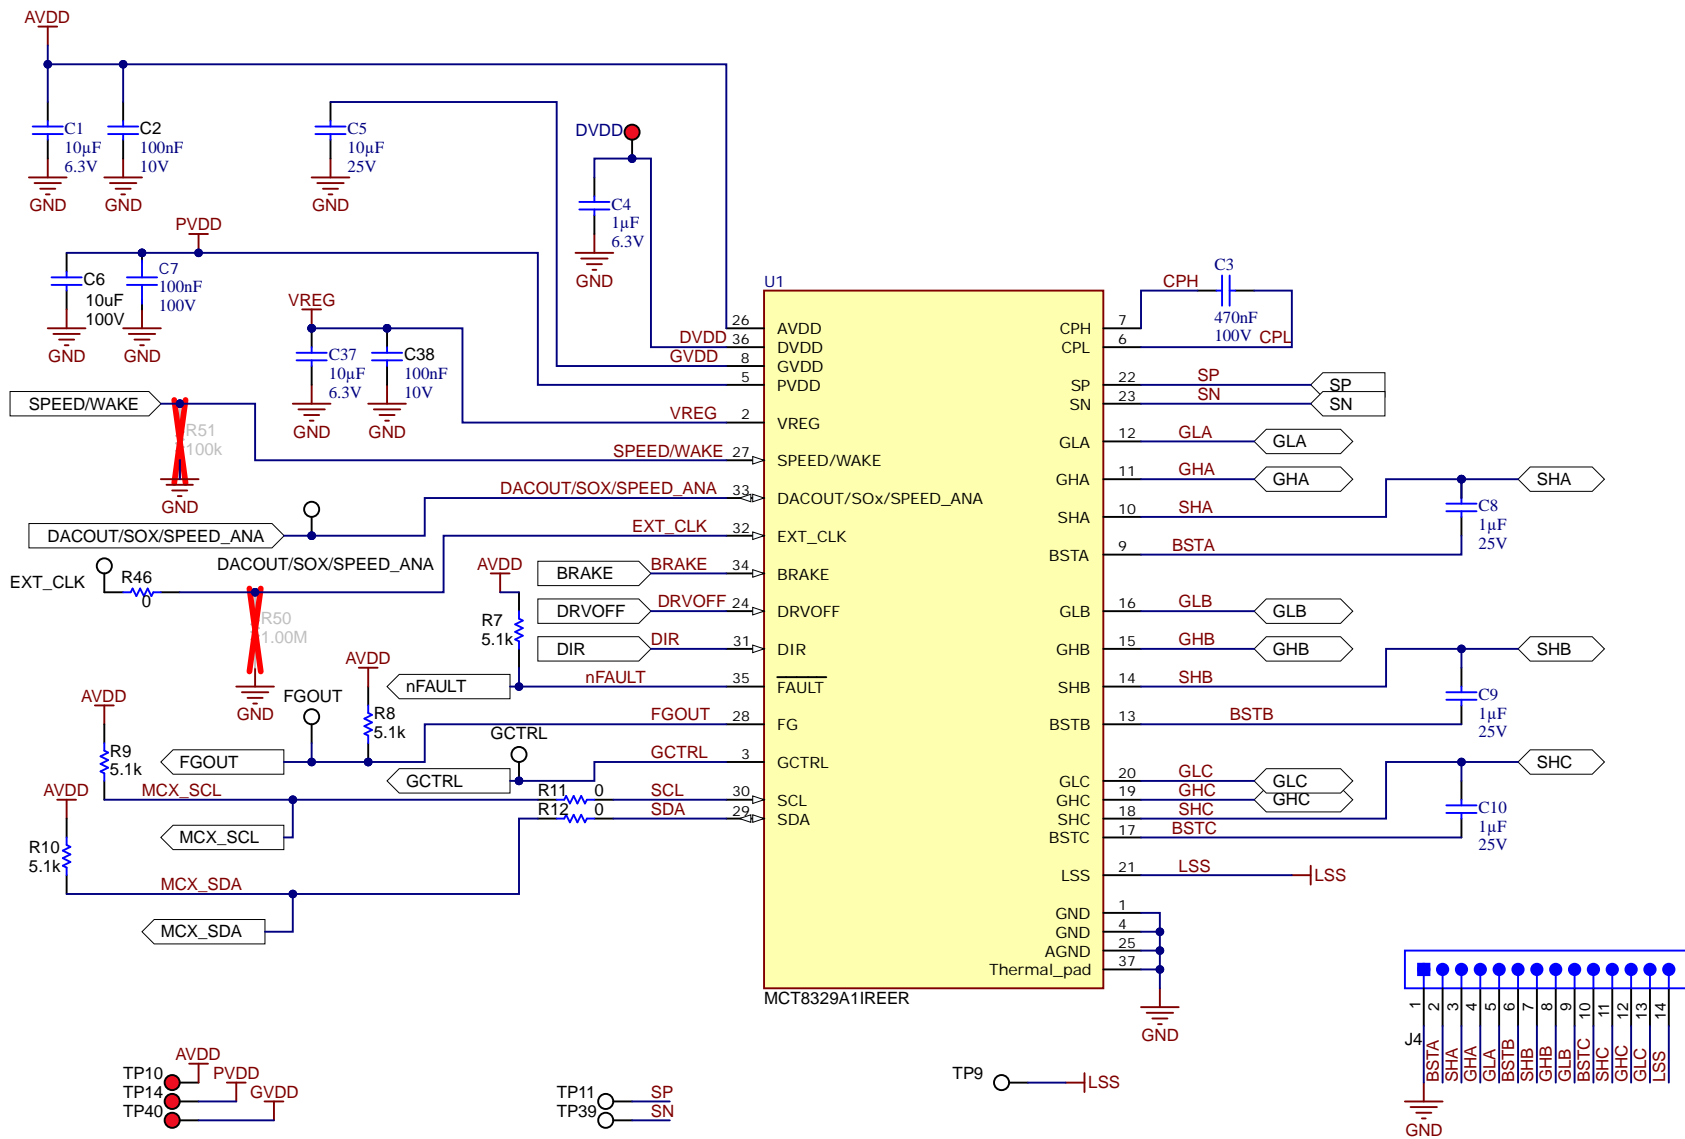 AVDD
C1
10µF
6.3V
GND
C2
100nF
10V
GND
C5
10µF
25V
GND
DVDD
C4
1µF
6.3V
GND
PVDD
C6
10uF
100V
GND
C7
100nF
100V
GND
VREG
C37
10µF
6.3V
GND
C38
100nF
10V
GND
SPEED/WAKE
R51
100k
GND
DACOUT/SOX/SPEED_ANA
DACOUT/SOX/SPEED_ANA
EXT_CLK
R46
0
R50
1.00M
GND
AVDD
R7
5.1k
BRAKE
DRVOFF
DIR
nFAULT
AVDD
R8
5.1k
FGOUT
FGOUT
GCTRL
GCTRL
AVDD
R9
5.1k
MCX_SCL
MCX_SCL
R11 0
R12 0
AVDD
R10
5.1k
MCX_SDA
MCX_SDA
U1
26 AVDD
DVDD 36 DVDD
GVDD 8 GVDD
5 PVDD
VREG 2 VREG
SPEED/WAKE 27 SPEED/WAKE
DACOUT/SOX/SPEED_ANA 33 DACOUT/SOx/SPEED_ANA
EXT_CLK 32 EXT_CLK
BRAKE 34 BRAKE
DRVOFF 24 DRVOFF
DIR 31 DIR
nFAULT 35 FAULT
FGOUT 28 FG
GCTRL 3 GCTRL
SCL 30 SCL
SDA 29 SDA
CPH 7 CPH
CPL 6 CPL
C3
470nF
100V
SP 22 SP SP
SN 23 SN SN
GLA 12 GLA GLA
GHA 11 GHA GHA
SHA 10 SHA SHA
BSTA 9 BSTA
C8
1µF
25V
GLB 16 GLB GLB
GHB 15 GHB GHB
SHB 14 SHB SHB
BSTB 13 BSTB
C9
1µF
25V
GLC 20 GLC GLC
GHC 19 GHC GHC
SHC 18 SHC SHC
BSTC 17 BSTC
C10
1µF
25V
LSS 21 LSS LSS
GND 1
GND 4
AGND 25
Thermal_pad 37
GND
MCT8329A1IREER
J4
1
2 BSTA
3 SHA
4 GHA
5 GLA
6 BSTB
7 SHB
8 GHB
9 GLB
10 BSTC
11 SHC
12 GHC
13 GLC
14 LSS
GND
TP10 AVDD
TP14 PVDD
TP40 GVDD
TP11 SP
TP39 SN
TP9 LSS